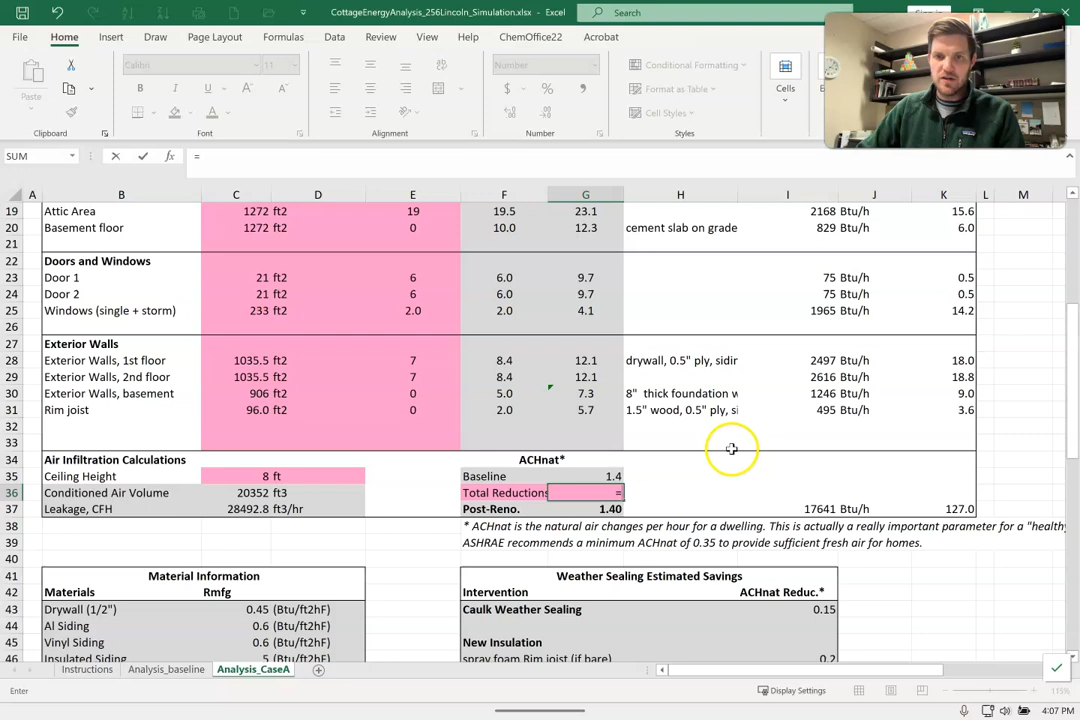 CottageEnergyAnalysis_256Lincoln_Simulation.xlsx - Excel
Search
File Home Insert Draw Page Layout Formulas Data Review View Help ChemOffice22 Acrobat
Paste
Calibri 11
Number
Conditional Formatting
Format as Table
Cell Styles
Cells
Clipboard Font Alignment Number Styles
SUM =
A B C D E F G H I J K L M
19 Attic Area 1272 ft2 19 19.5 23.1 2168 Btu/h 15.6
20 Basement floor 1272 ft2 0 10.0 12.3 cement slab on grade 829 Btu/h 6.0
21
22 Doors and Windows
23 Door 1 21 ft2 6 6.0 9.7 75 Btu/h 0.5
24 Door 2 21 ft2 6 6.0 9.7 75 Btu/h 0.5
25 Windows (single + storm) 233 ft2 2.0 2.0 4.1 1965 Btu/h 14.2
26
27 Exterior Walls
28 Exterior Walls, 1st floor 1035.5 ft2 7 8.4 12.1 drywall, 0.5" ply, sidir 2497 Btu/h 18.0
29 Exterior Walls, 2nd floor 1035.5 ft2 7 8.4 12.1 2616 Btu/h 18.8
30 Exterior Walls, basement 906 ft2 0 5.0 7.3 8" thick foundation w 1246 Btu/h 9.0
31 Rim joist 96.0 ft2 0 2.0 5.7 1.5" wood, 0.5" ply, si 495 Btu/h 3.6
32
33
34 Air Infiltration Calculations ACHnat*
35 Ceiling Height 8 ft Baseline 1.4
36 Conditioned Air Volume 20352 ft3 Total Reductions =
37 Leakage, CFH 28492.8 ft3/hr Post-Reno. 1.40 17641 Btu/h 127.0
38 * ACHnat is the natural air changes per hour for a dwelling. This is actually a really important parameter for a "health
39 ASHRAE recommends a minimum ACHnat of 0.35 to provide sufficient fresh air for homes.
40
41 Material Information Weather Sealing Estimated Savings
42 Materials Rmfg Intervention ACHnat Reduc.*
43 Drywall (1/2") 0.45 (Btu/ft2hF) Caulk Weather Sealing 0.15
44 Al Siding 0.6 (Btu/ft2hF)
45 Vinyl Siding 0.6 (Btu/ft2hF) New Insulation
46 Insulated Siding 5 (Btu/ft2hF) spray foam Rim joist (if bare) 0.2
Instructions Analysis_baseline Analysis_CaseA
Enter Display Settings
4:07 PM